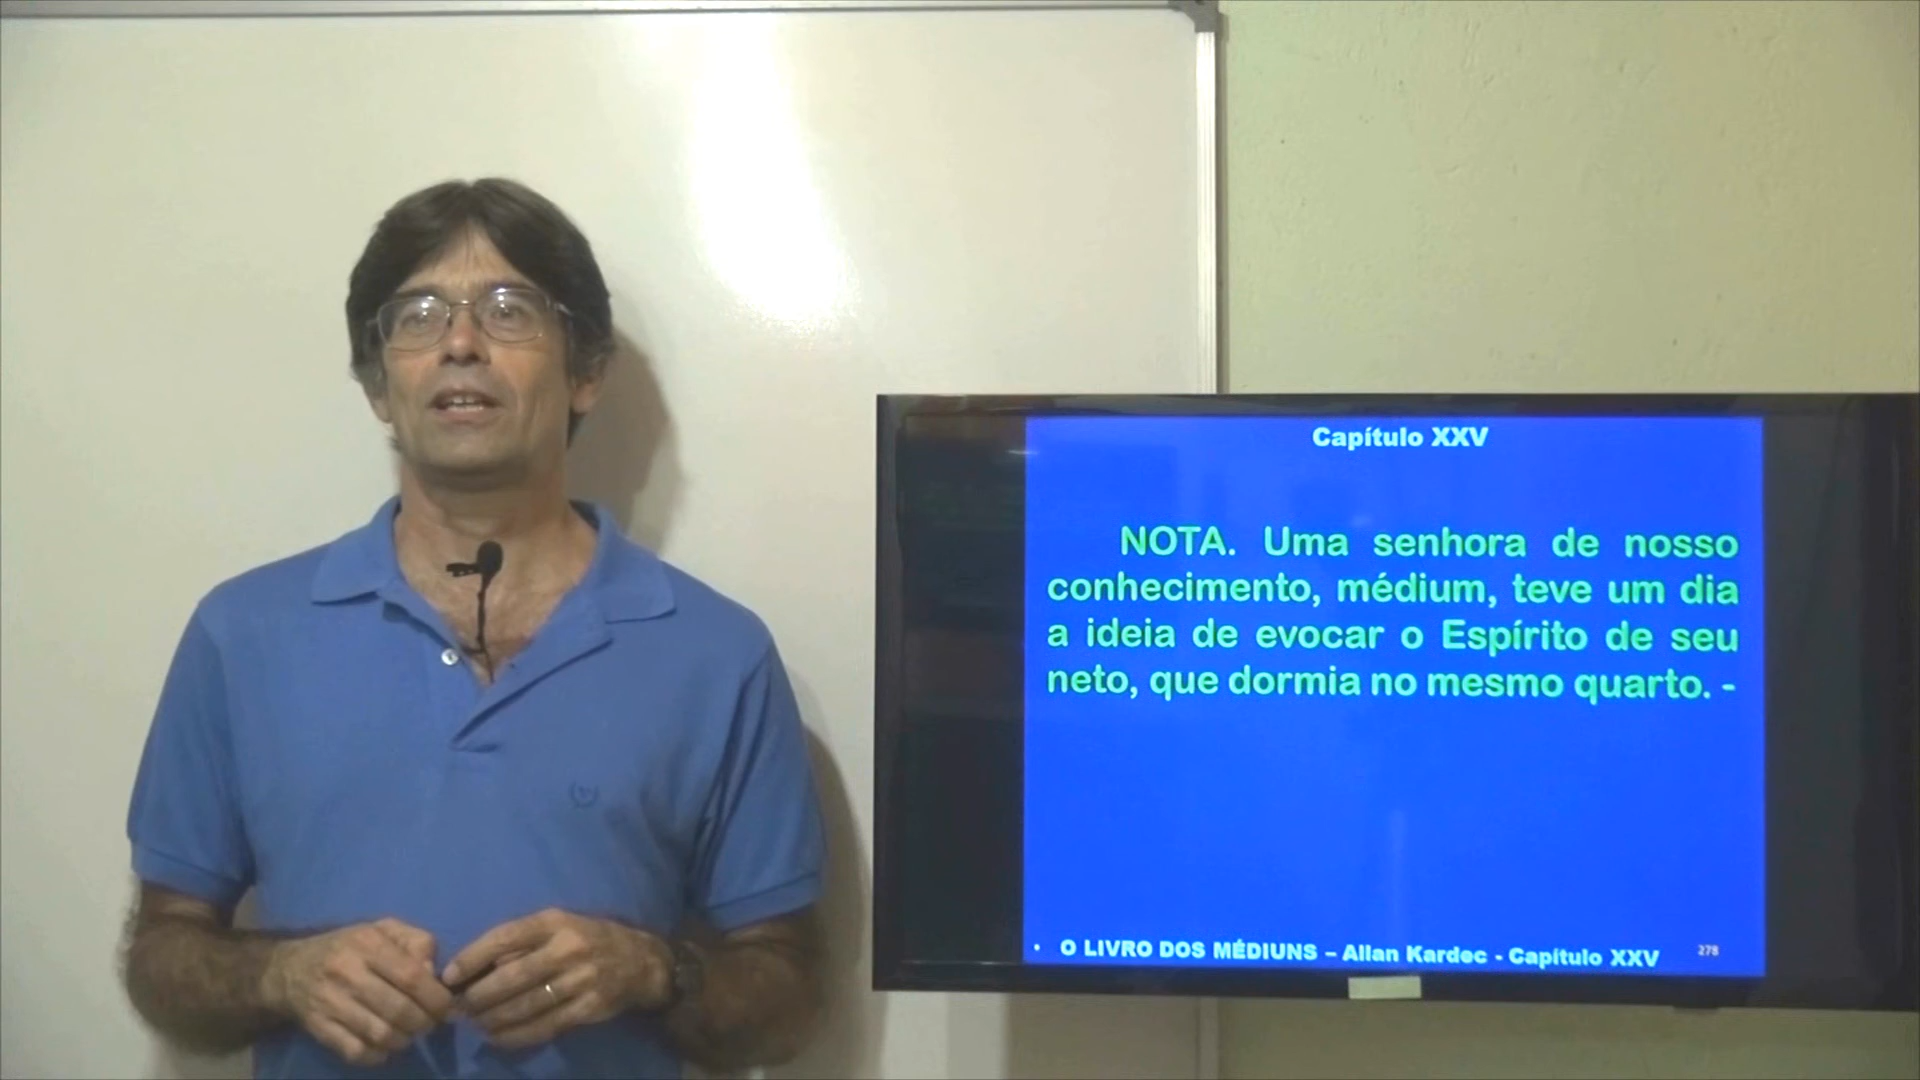 Capítulo XXV
NOTA. Uma senhora de nosso
conhecimento, médium, teve um dia
a ideia de evocar o Espírito de seu
neto, que dormia no mesmo quarto. -
• O LIVRO DOS MÉDIUNS – Allan Kardec - Capítulo XXV
278